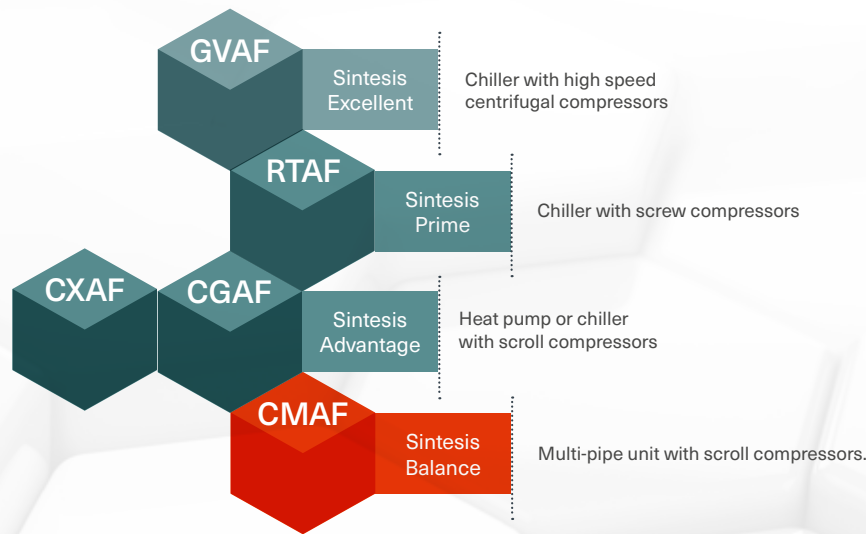 GVAF
Sintesis
Excellent
Chiller with high speed
centrifugal compressors
RTAF
Sintesis
Prime
Chiller with screw compressors
CXAF
CGAF
Sintesis
Advantage
Heat pump or chiller
with scroll compressors
CMAF
Sintesis
Balance
Multi-pipe unit with scroll compressors.